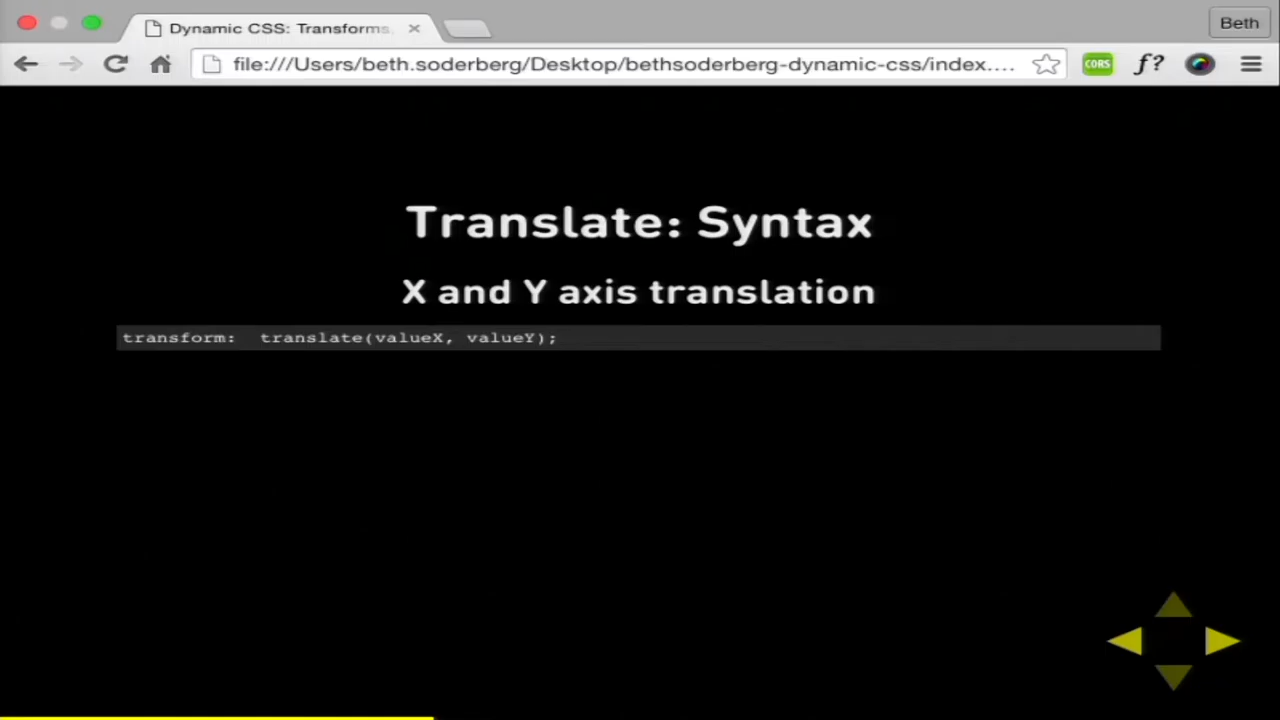 Dynamic CSS: Transforms,
Beth
file:///Users/beth.soderberg/Desktop/bethsoderberg-dynamic-css/index....
CORS
f?
Translate: Syntax
X and Y axis translation
transform:  translate(valueX, valueY);